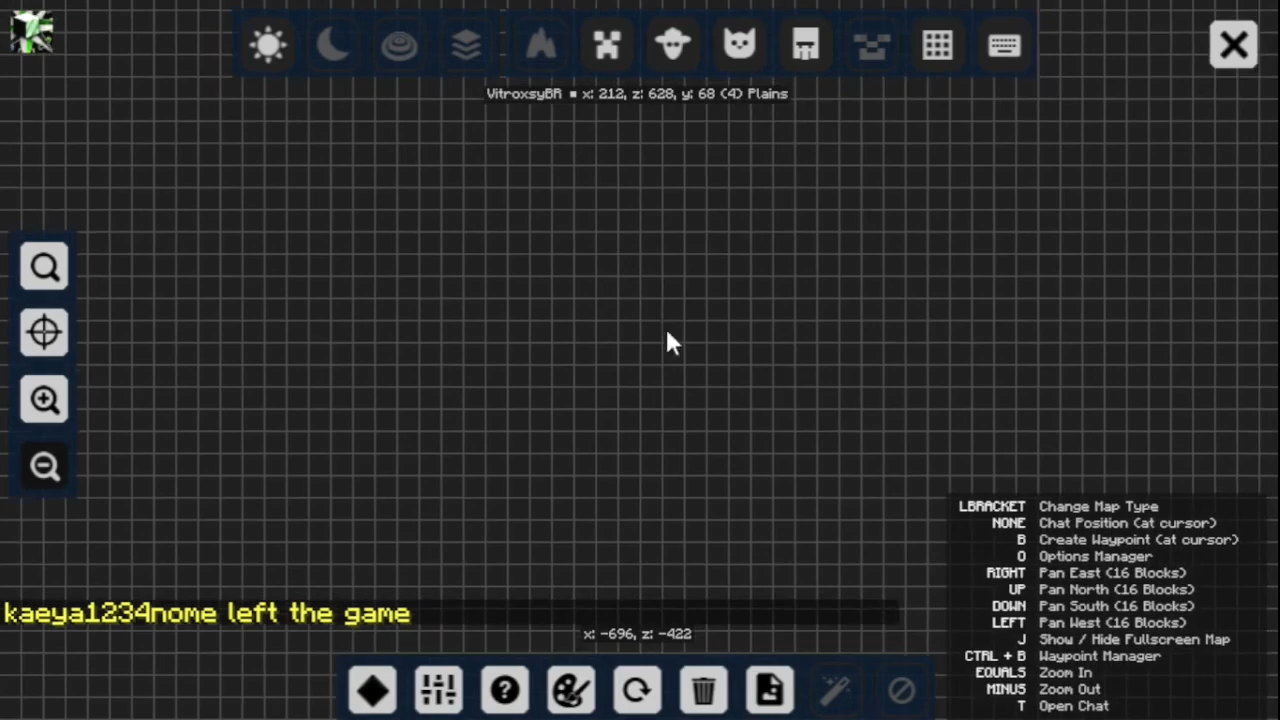 VitroxsyBR ▪ x: 212, z: 628, y: 68 (4) Plains
LBRACKET Change Map Type
NONE Chat Position (at cursor)
B Create Waypoint (at cursor)
O Options Manager
RIGHT Pan East (16 Blocks)
UP Pan North (16 Blocks)
DOWN Pan South (16 Blocks)
LEFT Pan West (16 Blocks)
J Show / Hide Fullscreen Map
CTRL + B Waypoint Manager
EQUALS Zoom In
MINUS Zoom Out
T Open Chat
kaeya1234nome left the game
x: -696, z: -422